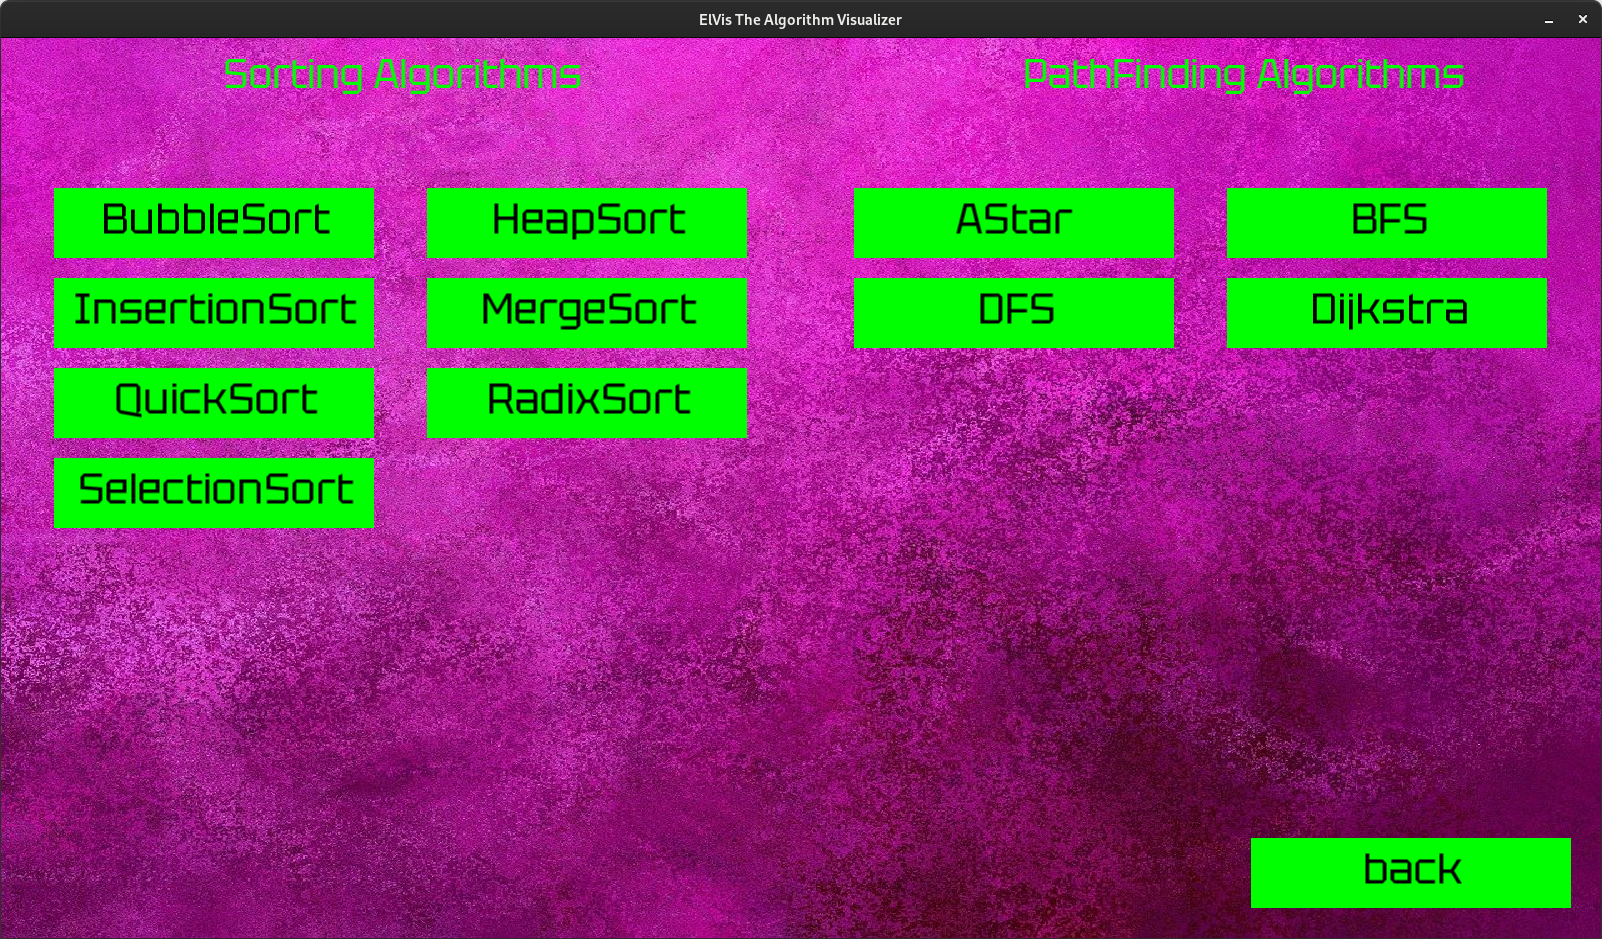 ElVis The Algorithm Visualizer
Sorting Algorithms
PathFinding Algorithms
BubbleSort
HeapSort
AStar
BFS
InsertionSort
MergeSort
DFS
Dijkstra
QuickSort
RadixSort
SelectionSort
back